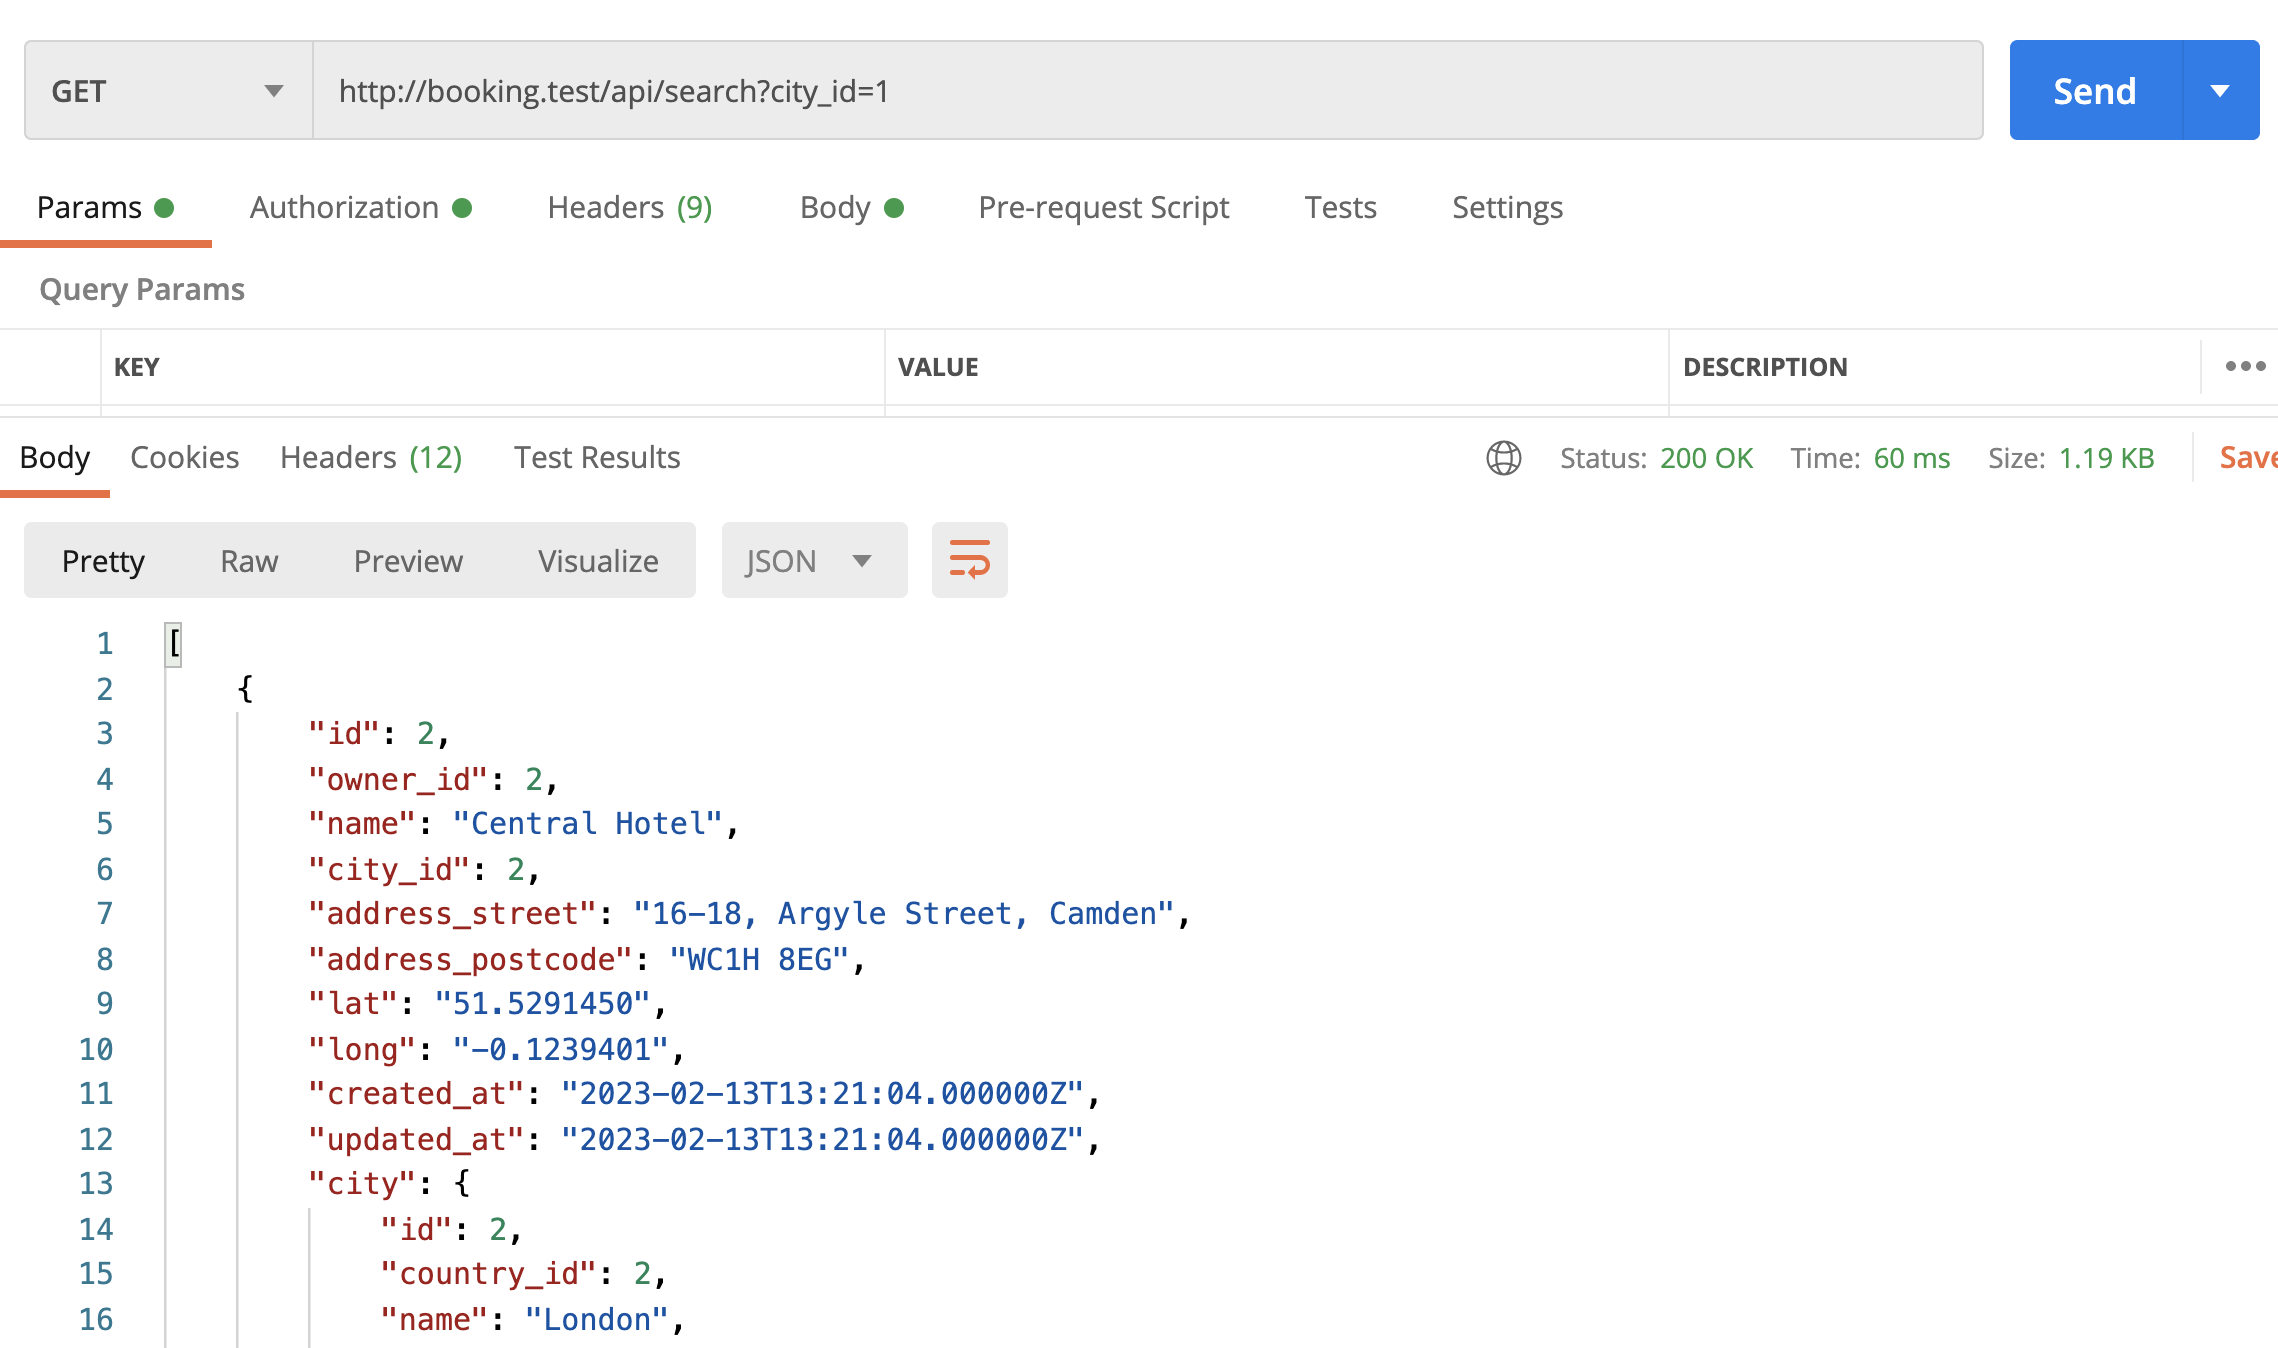 GET http://booking.test/api/search?city_id=1 Send
Params Authorization Headers (9) Body Pre-request Script Tests Settings
Query Params
KEY VALUE DESCRIPTION
Body Cookies Headers (12) Test Results Status: 200 OK Time: 60 ms Size: 1.19 KB Save
Pretty Raw Preview Visualize JSON
1 [
2 {
3 "id": 2,
4 "owner_id": 2,
5 "name": "Central Hotel",
6 "city_id": 2,
7 "address_street": "16-18, Argyle Street, Camden",
8 "address_postcode": "WC1H 8EG",
9 "lat": "51.5291450",
10 "long": "-0.1239401",
11 "created_at": "2023-02-13T13:21:04.000000Z",
12 "updated_at": "2023-02-13T13:21:04.000000Z",
13 "city": {
14 "id": 2,
15 "country_id": 2,
16 "name": "London",